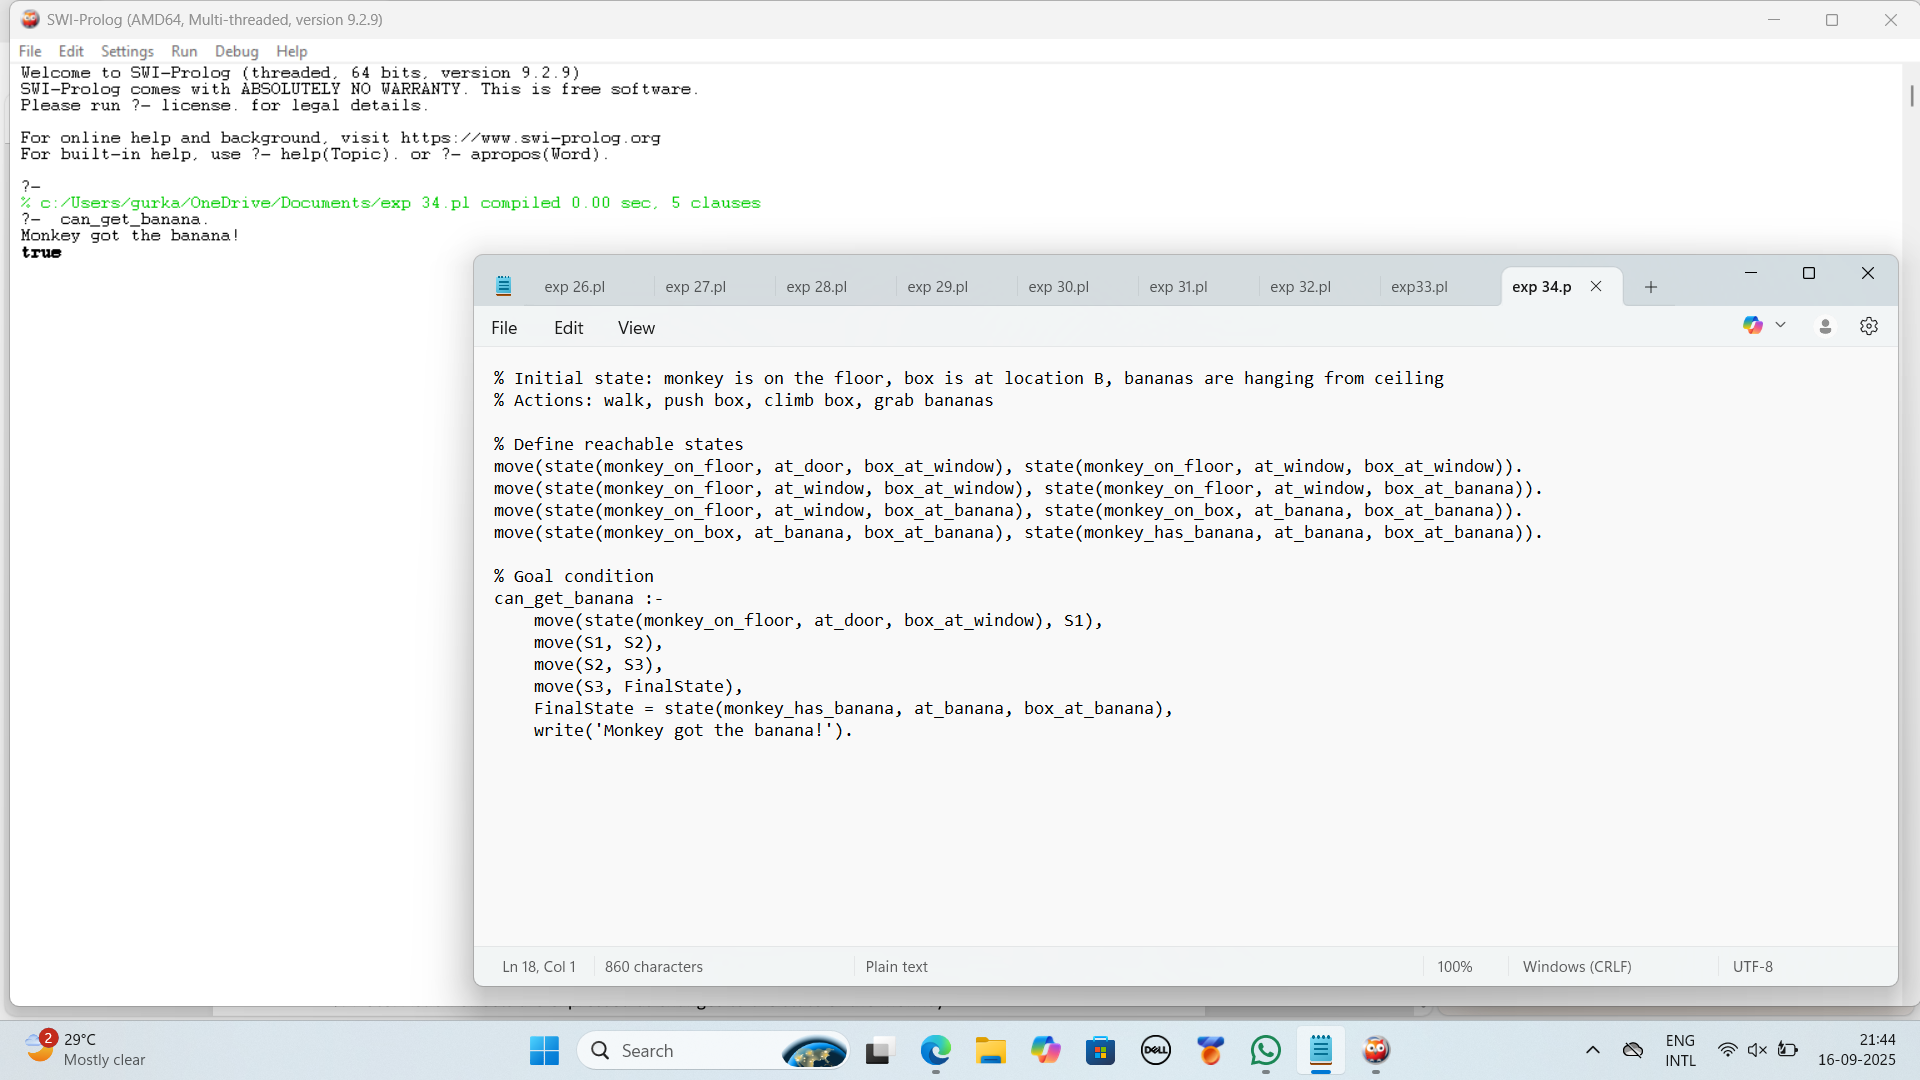 SWI-Prolog (AMD64, Multi-threaded, version 9.2.9)
File Edit Settings Run Debug Help
Welcome to SWI-Prolog (threaded, 64 bits, version 9.2.9)
SWI-Prolog comes with ABSOLUTELY NO WARRANTY. This is free software.
Please run ?- license. for legal details.
For online help and background, visit https://www.swi-prolog.org
For built-in help, use ?- help(Topic). or ?- apropos(Word).
?-
% c:/Users/gurka/OneDrive/Documents/exp 34.pl compiled 0.00 sec, 5 clauses
?- can_get_banana.
Monkey got the banana!
true
exp 26.pl exp 27.pl exp 28.pl exp 29.pl exp 30.pl exp 31.pl exp 32.pl exp33.pl exp 34.p
File Edit View
% Initial state: monkey is on the floor, box is at location B, bananas are hanging from ceiling
% Actions: walk, push box, climb box, grab bananas
% Define reachable states
move(state(monkey_on_floor, at_door, box_at_window), state(monkey_on_floor, at_window, box_at_window)).
move(state(monkey_on_floor, at_window, box_at_window), state(monkey_on_floor, at_window, box_at_banana)).
move(state(monkey_on_floor, at_window, box_at_banana), state(monkey_on_box, at_banana, box_at_banana)).
move(state(monkey_on_box, at_banana, box_at_banana), state(monkey_has_banana, at_banana, box_at_banana)).
% Goal condition
can_get_banana :-
    move(state(monkey_on_floor, at_door, box_at_window), S1),
    move(S1, S2),
    move(S2, S3),
    move(S3, FinalState),
    FinalState = state(monkey_has_banana, at_banana, box_at_banana),
    write('Monkey got the banana!').
Ln 18, Col 1 860 characters Plain text 100% Windows (CRLF) UTF-8
2 29°C
Mostly clear
Search
DELL
ENG
INTL
21:44
16-09-2025